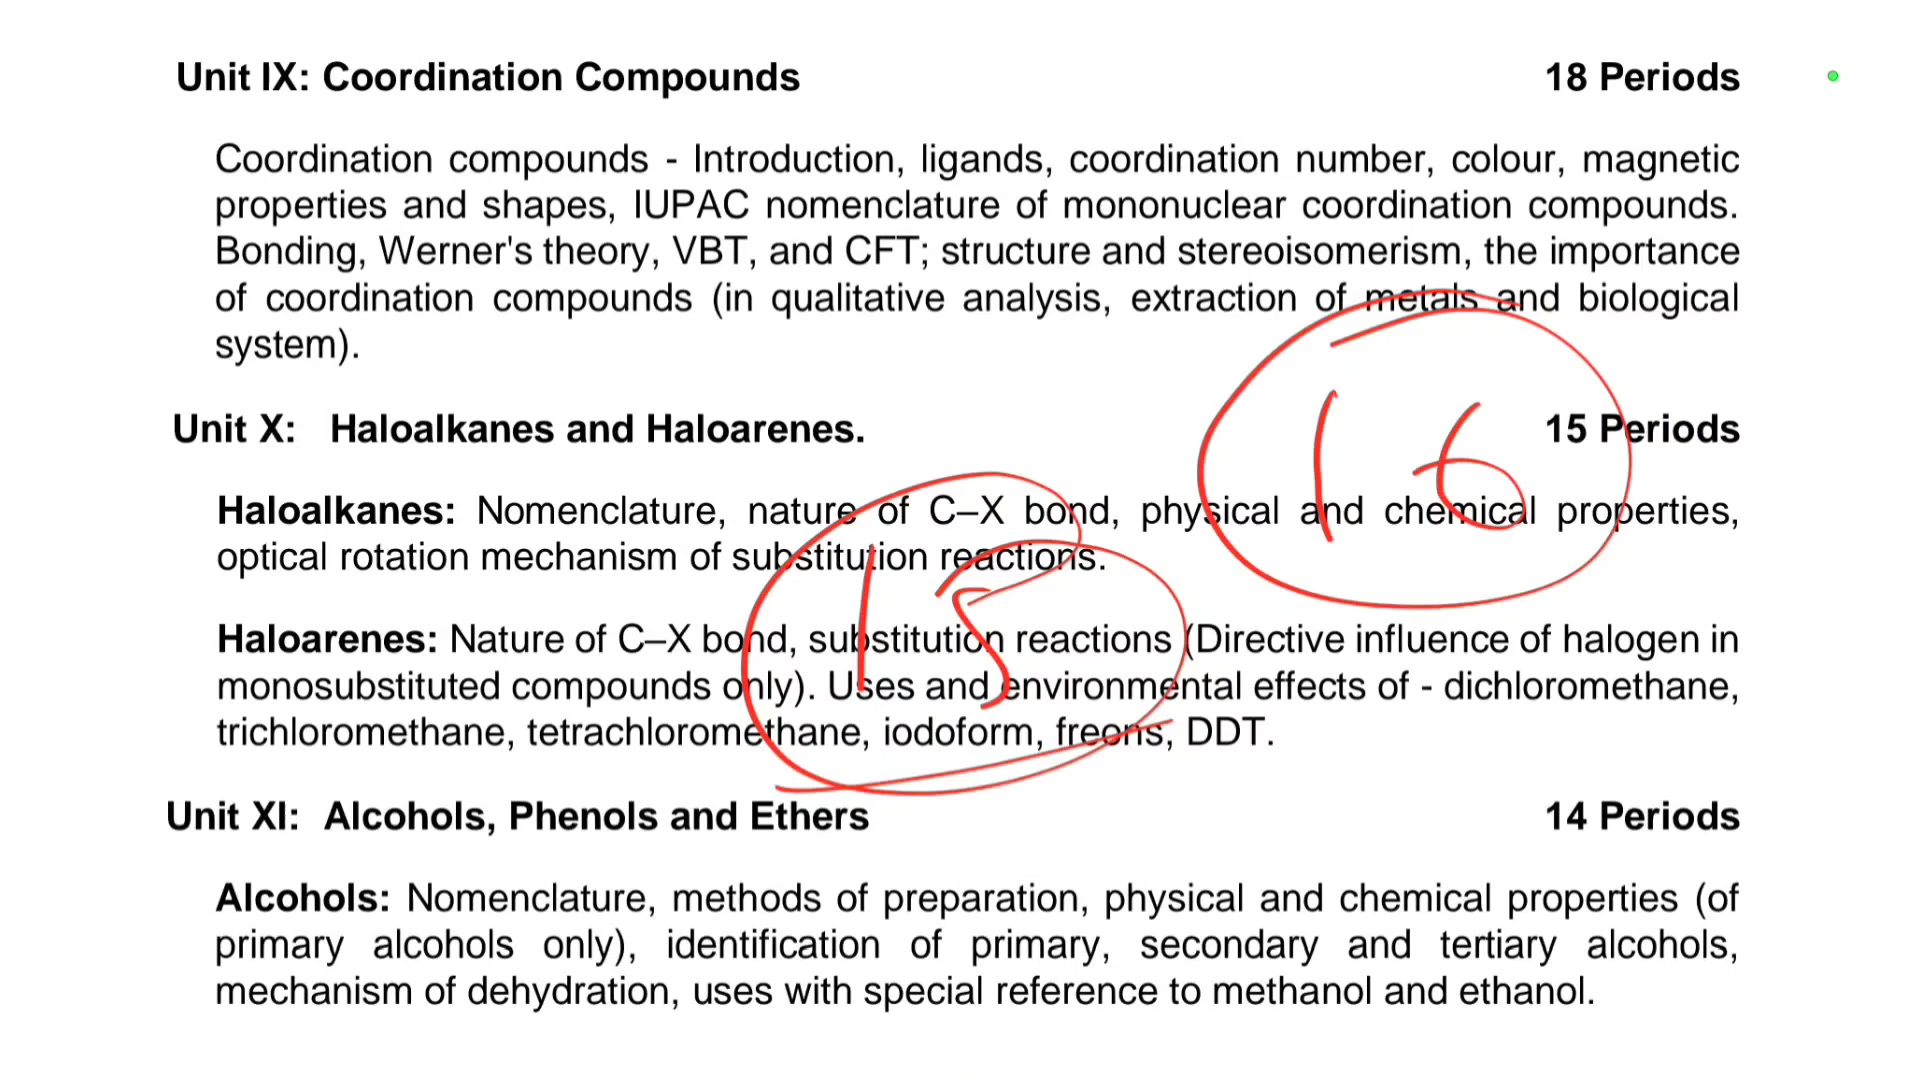 Unit IX: Coordination Compounds 18 Periods
Coordination compounds - Introduction, ligands, coordination number, colour, magnetic
properties and shapes, IUPAC nomenclature of mononuclear coordination compounds.
Bonding, Werner's theory, VBT, and CFT; structure and stereoisomerism, the importance
of coordination compounds (in qualitative analysis, extraction of metals and biological
system).
Unit X: Haloalkanes and Haloarenes. 15 Periods
16
Haloalkanes: Nomenclature, nature of C–X bond, physical and chemical properties,
optical rotation mechanism of substitution reactions.
15
Haloarenes: Nature of C–X bond, substitution reactions (Directive influence of halogen in
monosubstituted compounds only). Uses and environmental effects of - dichloromethane,
trichloromethane, tetrachloromethane, iodoform, freons, DDT.
Unit XI: Alcohols, Phenols and Ethers 14 Periods
Alcohols: Nomenclature, methods of preparation, physical and chemical properties (of
primary alcohols only), identification of primary, secondary and tertiary alcohols,
mechanism of dehydration, uses with special reference to methanol and ethanol.